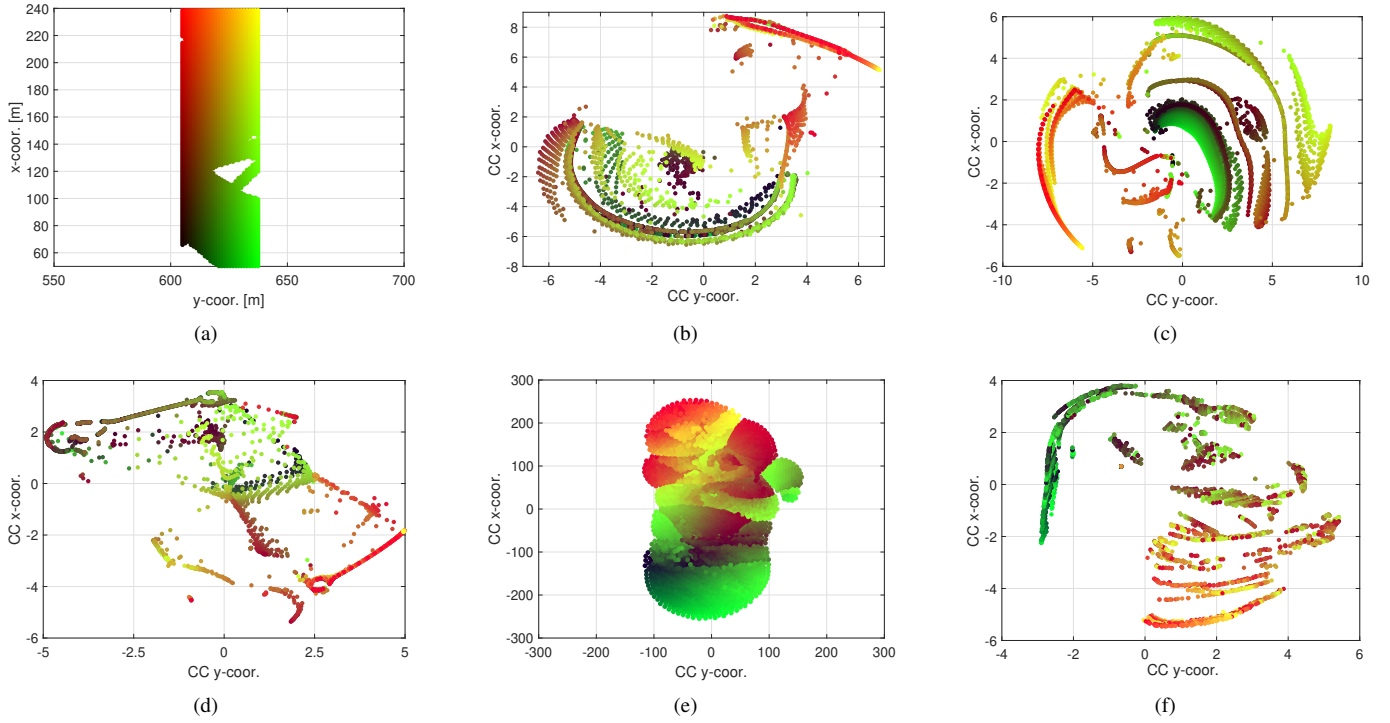 240
220
200
180
160
140
120
100
80
60
x-coor. [m]
550 600 650 700
y-coor. [m]
(a)
8
6
4
2
0
-2
-4
-6
-8
CC x-coor.
-6 -4 -2 0 2 4 6
CC y-coor.
(b)
6
4
2
0
-2
-4
-6
CC x-coor.
-10 -5 0 5 10
CC y-coor.
(c)
4
2
0
-2
-4
-6
CC x-coor.
-5 -2.5 0 2.5 5
CC y-coor.
(d)
300
200
100
0
-100
-200
-300
CC x-coor.
-300 -200 -100 0 100 200 300
CC y-coor.
(e)
4
2
0
-2
-4
-6
CC x-coor.
-4 -2 0 2 4 6
CC y-coor.
(f)